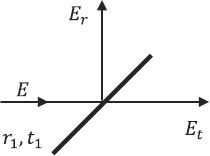 E_r
E
r_1, t_1
E_t